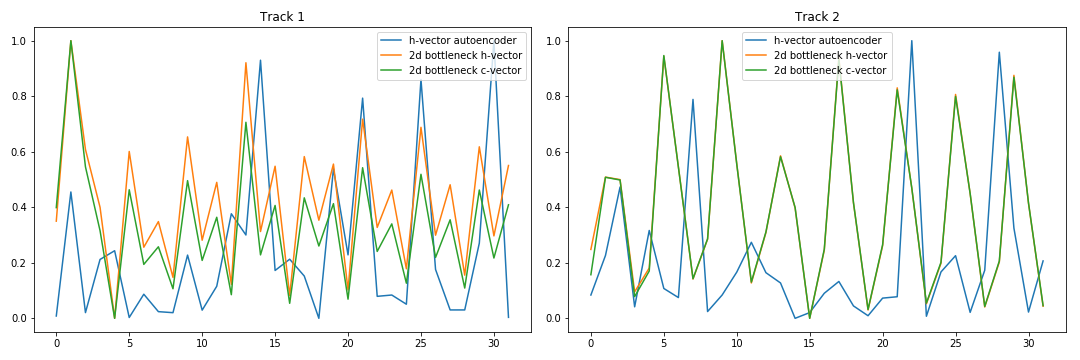 Track 1
h-vector autoencoder
2d bottleneck h-vector
2d bottleneck c-vector
1.0
0.8
0.6
0.4
0.2
0.0
0 5 10 15 20 25 30
Track 2
h-vector autoencoder
2d bottleneck h-vector
2d bottleneck c-vector
1.0
0.8
0.6
0.4
0.2
0.0
0 5 10 15 20 25 30